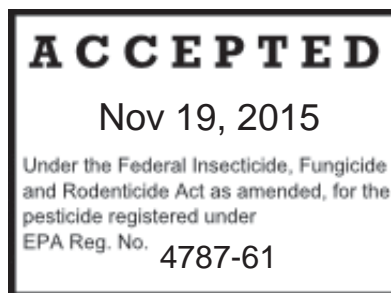 ACCEPTED
Nov 19, 2015
Under the Federal Insecticide, Fungicide
and Rodenticide Act as amended, for the
pesticide registered under
EPA Reg. No. 4787-61